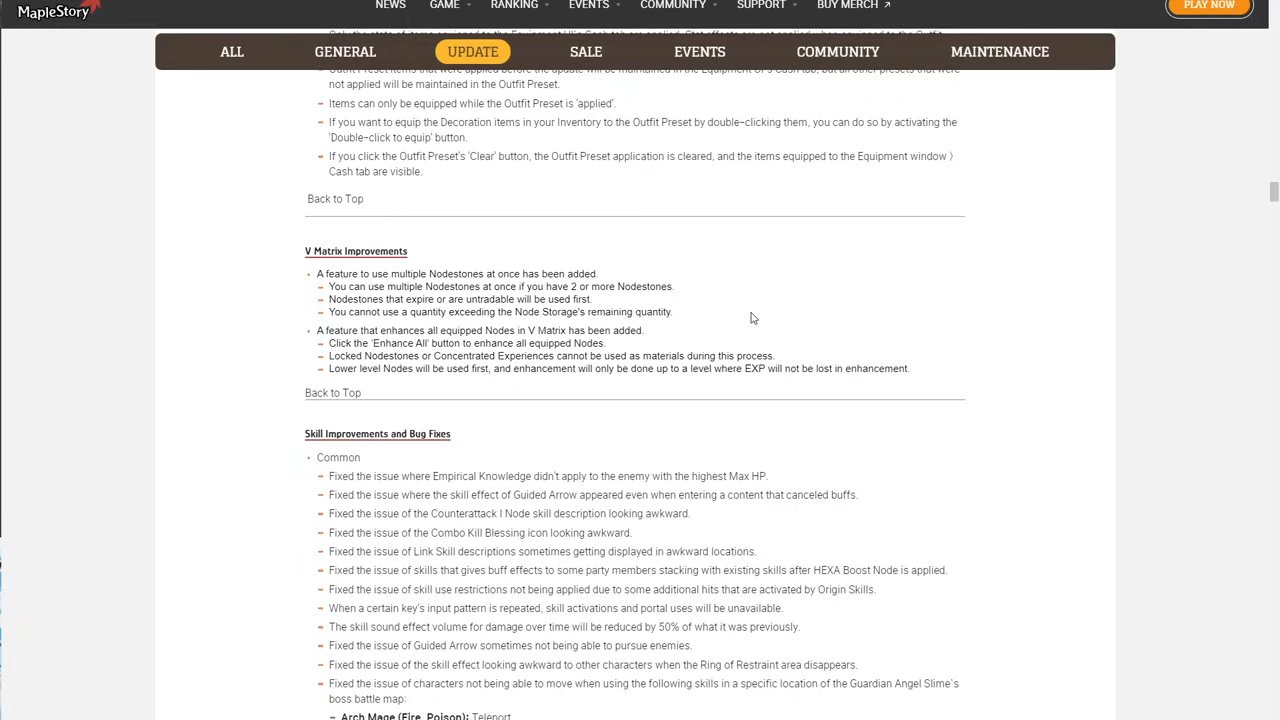 MapleStory
NEWS GAME RANKING EVENTS COMMUNITY SUPPORT BUY MERCH ↗ PLAY NOW
ALL GENERAL UPDATE SALE EVENTS COMMUNITY MAINTENANCE
not applied will be maintained in the Outfit Preset.
Items can only be equipped while the Outfit Preset is 'applied'.
If you want to equip the Decoration items in your Inventory to the Outfit Preset by double-clicking them, you can do so by activating the
'Double-click to equip' button.
If you click the Outfit Preset's 'Clear' button, the Outfit Preset application is cleared, and the items equipped to the Equipment window 〉
Cash tab are visible.
Back to Top
V Matrix Improvements
A feature to use multiple Nodestones at once has been added.
You can use multiple Nodestones at once if you have 2 or more Nodestones.
Nodestones that expire or are untradable will be used first.
You cannot use a quantity exceeding the Node Storage's remaining quantity.
A feature that enhances all equipped Nodes in V Matrix has been added.
Click the 'Enhance All' button to enhance all equipped Nodes.
Locked Nodestones or Concentrated Experiences cannot be used as materials during this process.
Lower level Nodes will be used first, and enhancement will only be done up to a level where EXP will not be lost in enhancement.
Back to Top
Skill Improvements and Bug Fixes
Common
Fixed the issue where Empirical Knowledge didn't apply to the enemy with the highest Max HP.
Fixed the issue where the skill effect of Guided Arrow appeared even when entering a content that canceled buffs.
Fixed the issue of the Counterattack I Node skill description looking awkward.
Fixed the issue of the Combo Kill Blessing icon looking awkward.
Fixed the issue of Link Skill descriptions sometimes getting displayed in awkward locations.
Fixed the issue of skills that gives buff effects to some party members stacking with existing skills after HEXA Boost Node is applied.
Fixed the issue of skill use restrictions not being applied due to some additional hits that are activated by Origin Skills.
When a certain key's input pattern is repeated, skill activations and portal uses will be unavailable.
The skill sound effect volume for damage over time will be reduced by 50% of what it was previously.
Fixed the issue of Guided Arrow sometimes not being able to pursue enemies.
Fixed the issue of the skill effect looking awkward to other characters when the Ring of Restraint area disappears.
Fixed the issue of characters not being able to move when using the following skills in a specific location of the Guardian Angel Slime's
boss battle map:
Arch Mage (Fire, Poison): Teleport